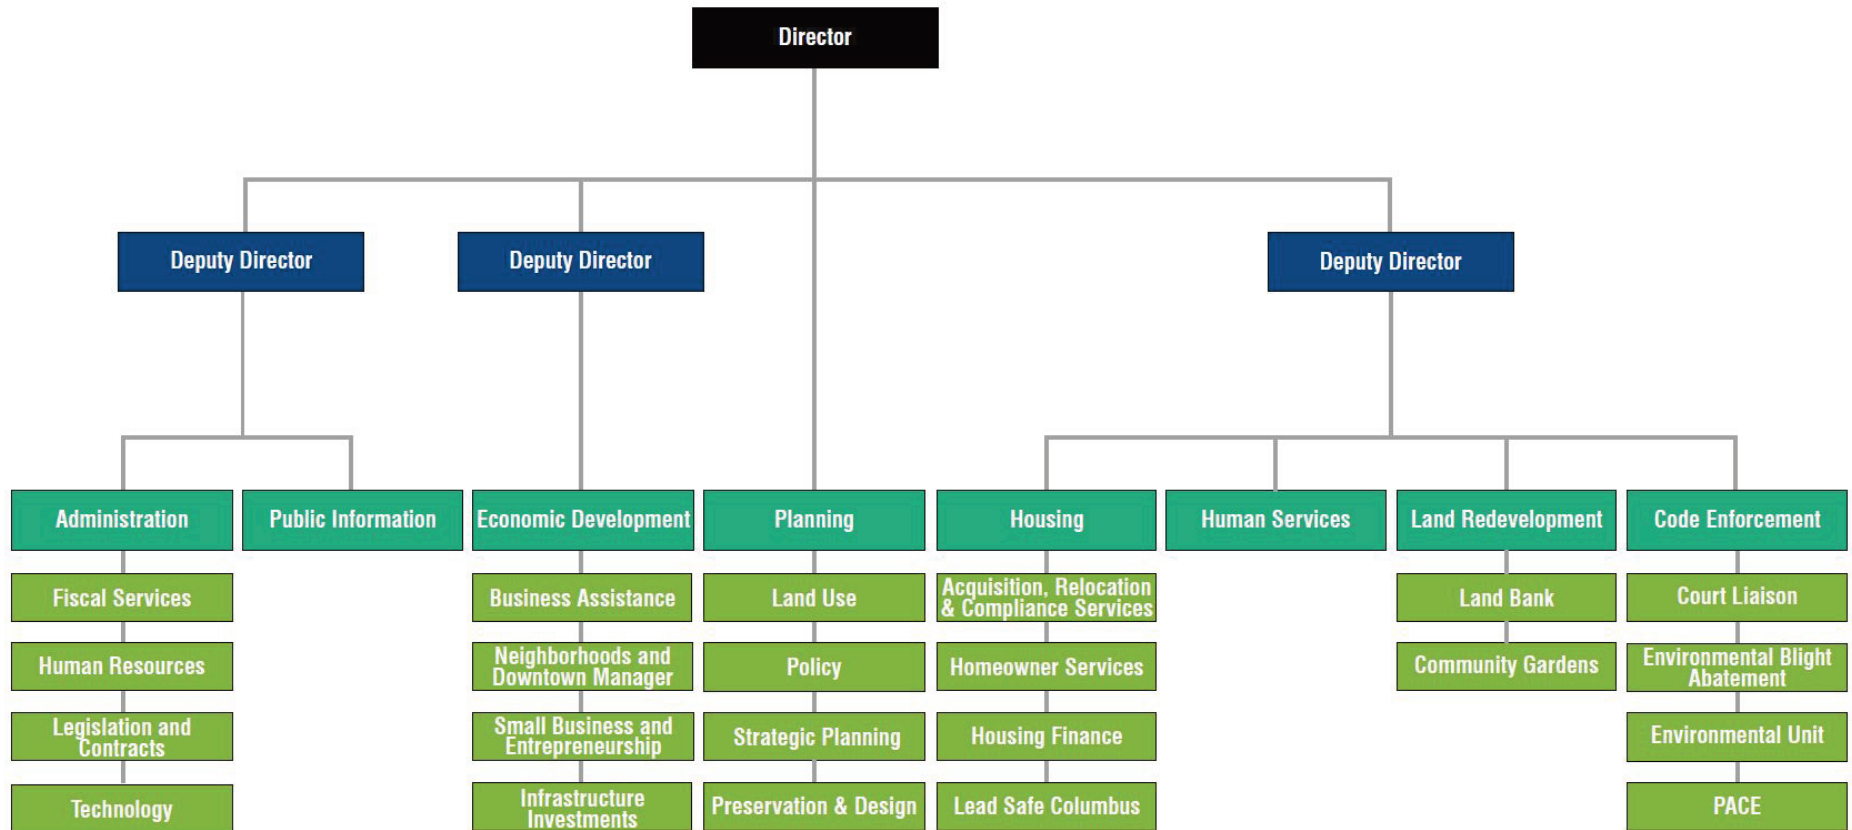 Director
Deputy Director
Deputy Director
Deputy Director
Administration
Public Information
Economic Development
Planning
Housing
Human Services
Land Redevelopment
Code Enforcement
Fiscal Services
Human Resources
Legislation and
Contracts
Technology
Business Assistance
Neighborhoods and
Downtown Manager
Small Business and
Entrepreneurship
Infrastructure
Investments
Land Use
Policy
Strategic Planning
Preservation & Design
Acquisition, Relocation
& Compliance Services
Homeowner Services
Housing Finance
Lead Safe Columbus
Land Bank
Community Gardens
Court Liaison
Environmental Blight
Abatement
Environmental Unit
PACE